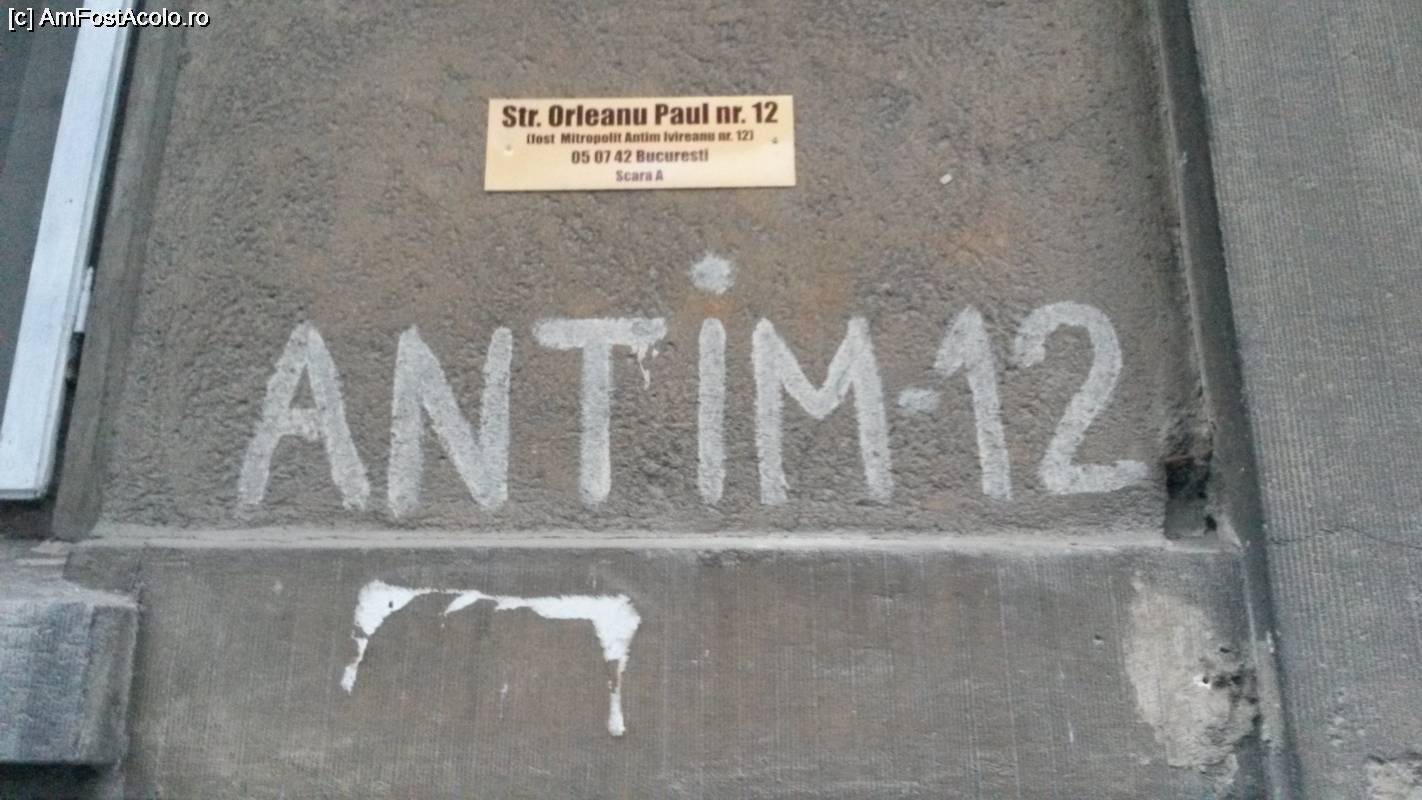 [c] AmFostAcolo.ro
Str. Orleanu Paul nr. 12
(fost Mitropolit Antim Ivireanu nr. 12)
05 07 42 Bucuresti
Scara A
ANTiM-12